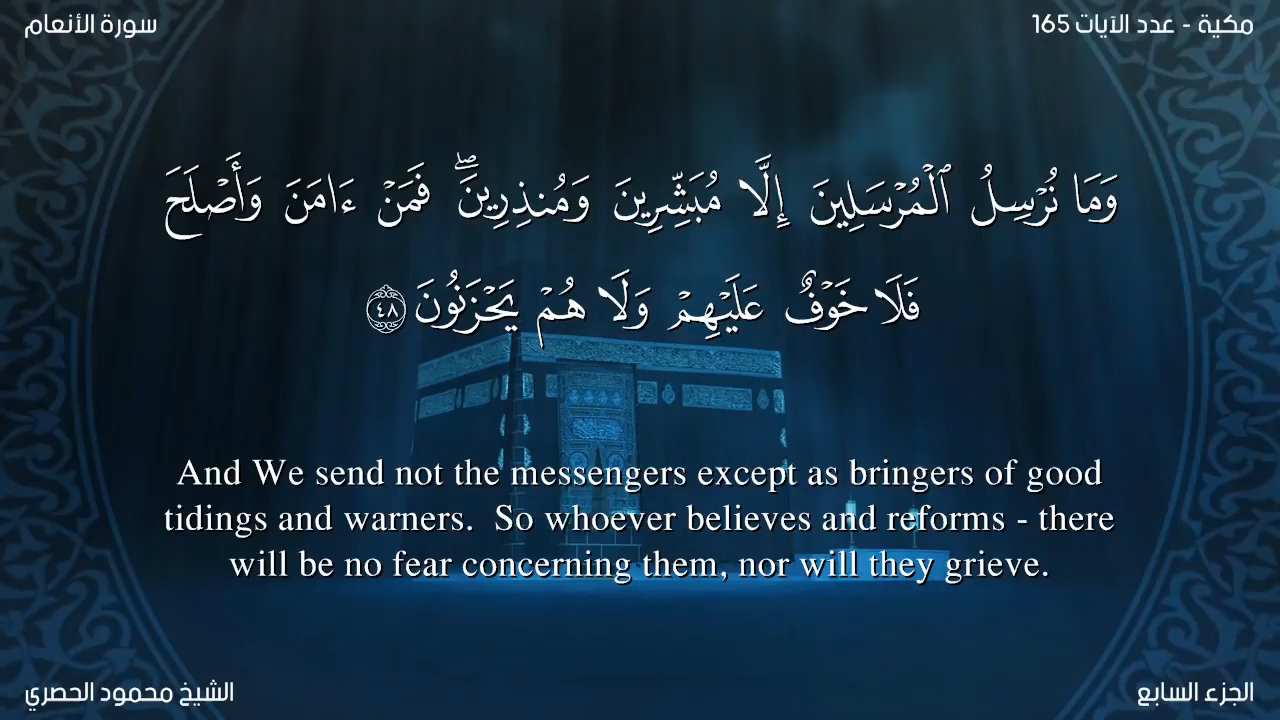 سورة الأنعام
مكية - عدد الآيات 165
وَمَا نُرْسِلُ ٱلْمُرْسَلِينَ إِلَّا مُبَشِّرِينَ وَمُنذِرِينَ ۖ فَمَنْ ءَامَنَ وَأَصْلَحَ
فَلَا خَوْفٌ عَلَيْهِمْ وَلَا هُمْ يَحْزَنُونَ ٤٨
And We send not the messengers except as bringers of good
tidings and warners.  So whoever believes and reforms - there
will be no fear concerning them, nor will they grieve.
الشيخ محمود الحصري
الجزء السابع